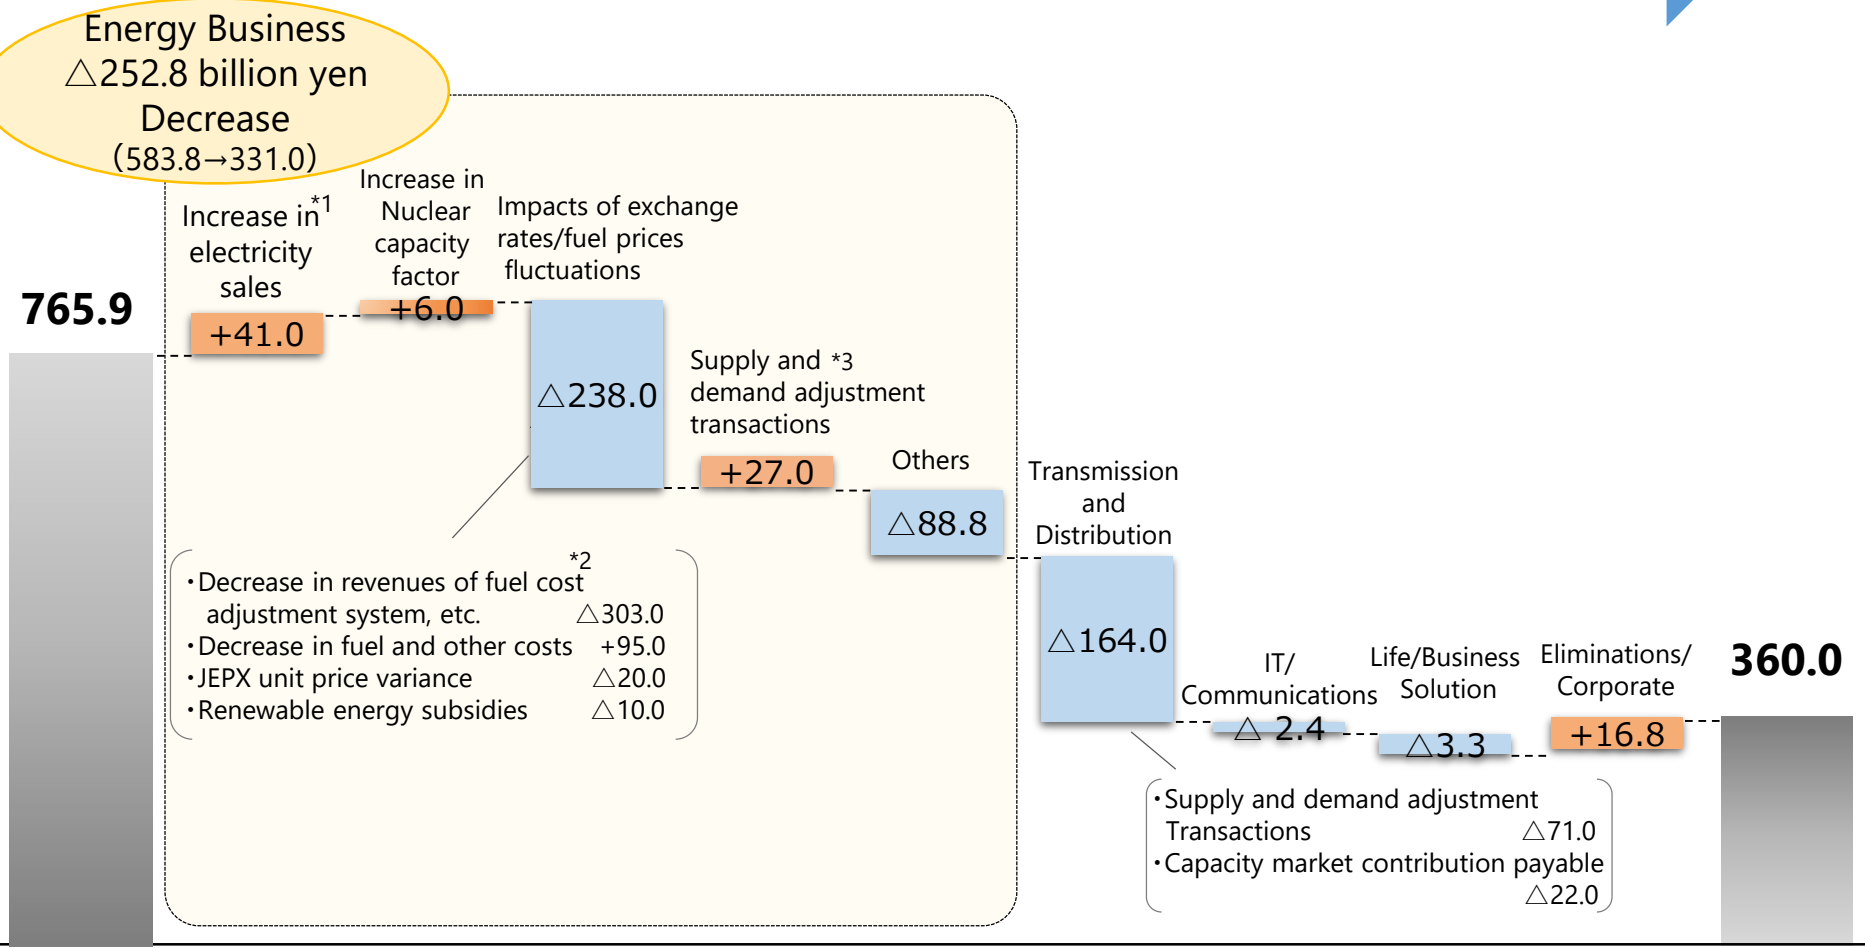 Energy Business
△252.8 billion yen
Decrease
(583.8→331.0)
765.9
Increase in*1
electricity
sales
+41.0
Increase in
Nuclear
capacity
factor
+6.0
Impacts of exchange
rates/fuel prices
fluctuations
△238.0
Supply and *3
demand adjustment
transactions
+27.0
Others
△88.8
*2
・Decrease in revenues of fuel cost
adjustment system, etc. △303.0
・Decrease in fuel and other costs +95.0
・JEPX unit price variance △20.0
・Renewable energy subsidies △10.0
Transmission
and
Distribution
△164.0
IT/
Communications
△ 2.4
Life/Business
Solution
△3.3
Eliminations/
Corporate
+16.8
360.0
・Supply and demand adjustment
Transactions △71.0
・Capacity market contribution payable
△22.0